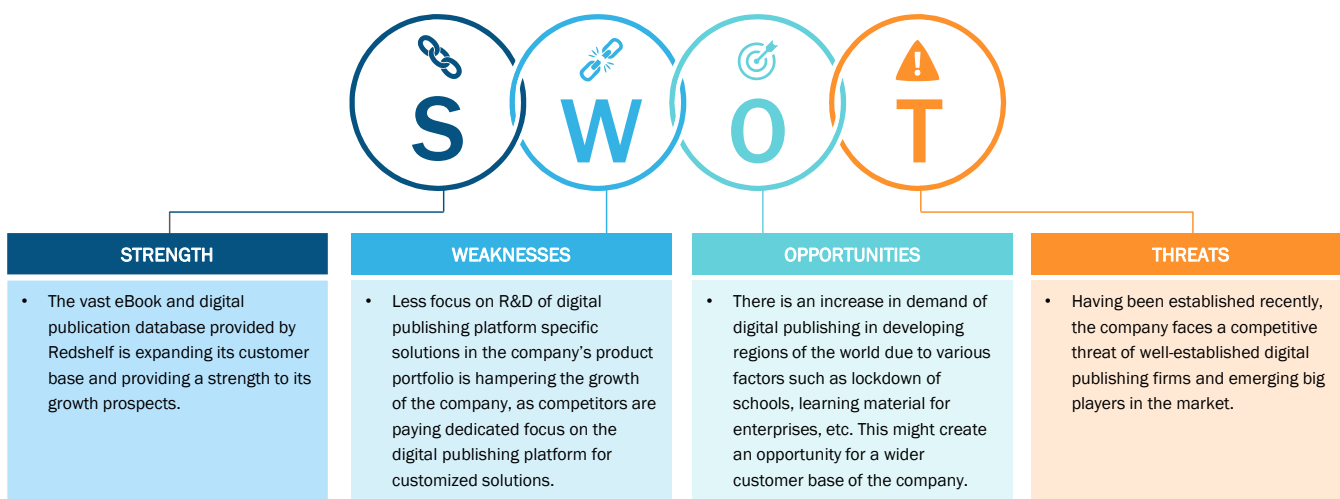 S
W
O
T
STRENGTH
• The vast eBook and digital
publication database provided by
Redshelf is expanding its customer
base and providing a strength to its
growth prospects.
WEAKNESSES
• Less focus on R&D of digital
publishing platform specific
solutions in the company’s product
portfolio is hampering the growth
of the company, as competitors are
paying dedicated focus on the
digital publishing platform for
customized solutions.
OPPORTUNITIES
• There is an increase in demand of
digital publishing in developing
regions of the world due to various
factors such as lockdown of
schools, learning material for
enterprises, etc. This might create
an opportunity for a wider
customer base of the company.
THREATS
• Having been established recently,
the company faces a competitive
threat of well-established digital
publishing firms and emerging big
players in the market.